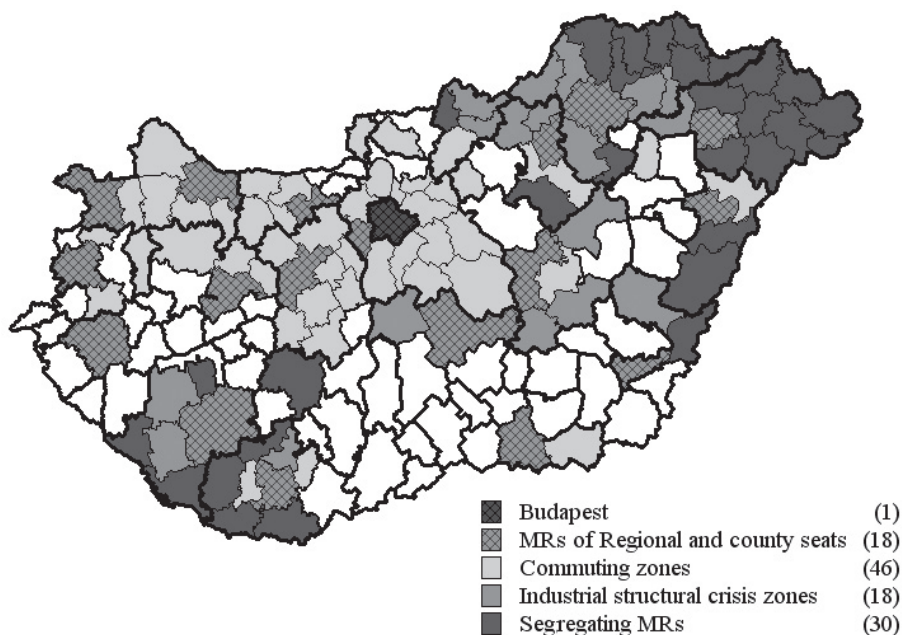 Budapest (1)
MRs of Regional and county seats (18)
Commuting zones (46)
Industrial structural crisis zones (18)
Segregating MRs (30)